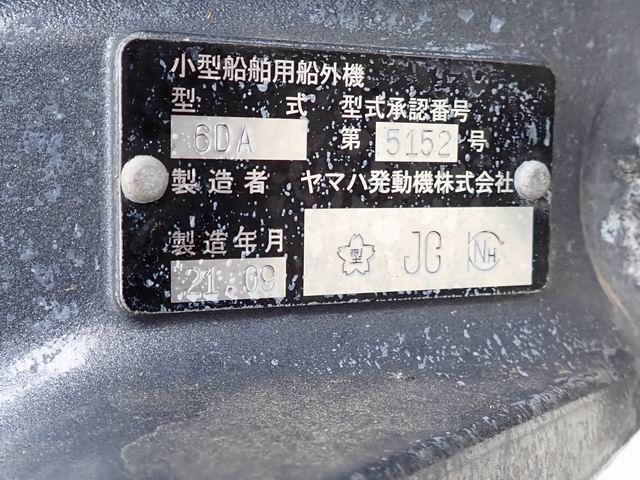 小型船舶用船外機
型式 型式承認番号
6DA 第 5152 号
製造者 ヤマハ発動機株式会社
製造年月
21.09
型 JG NH